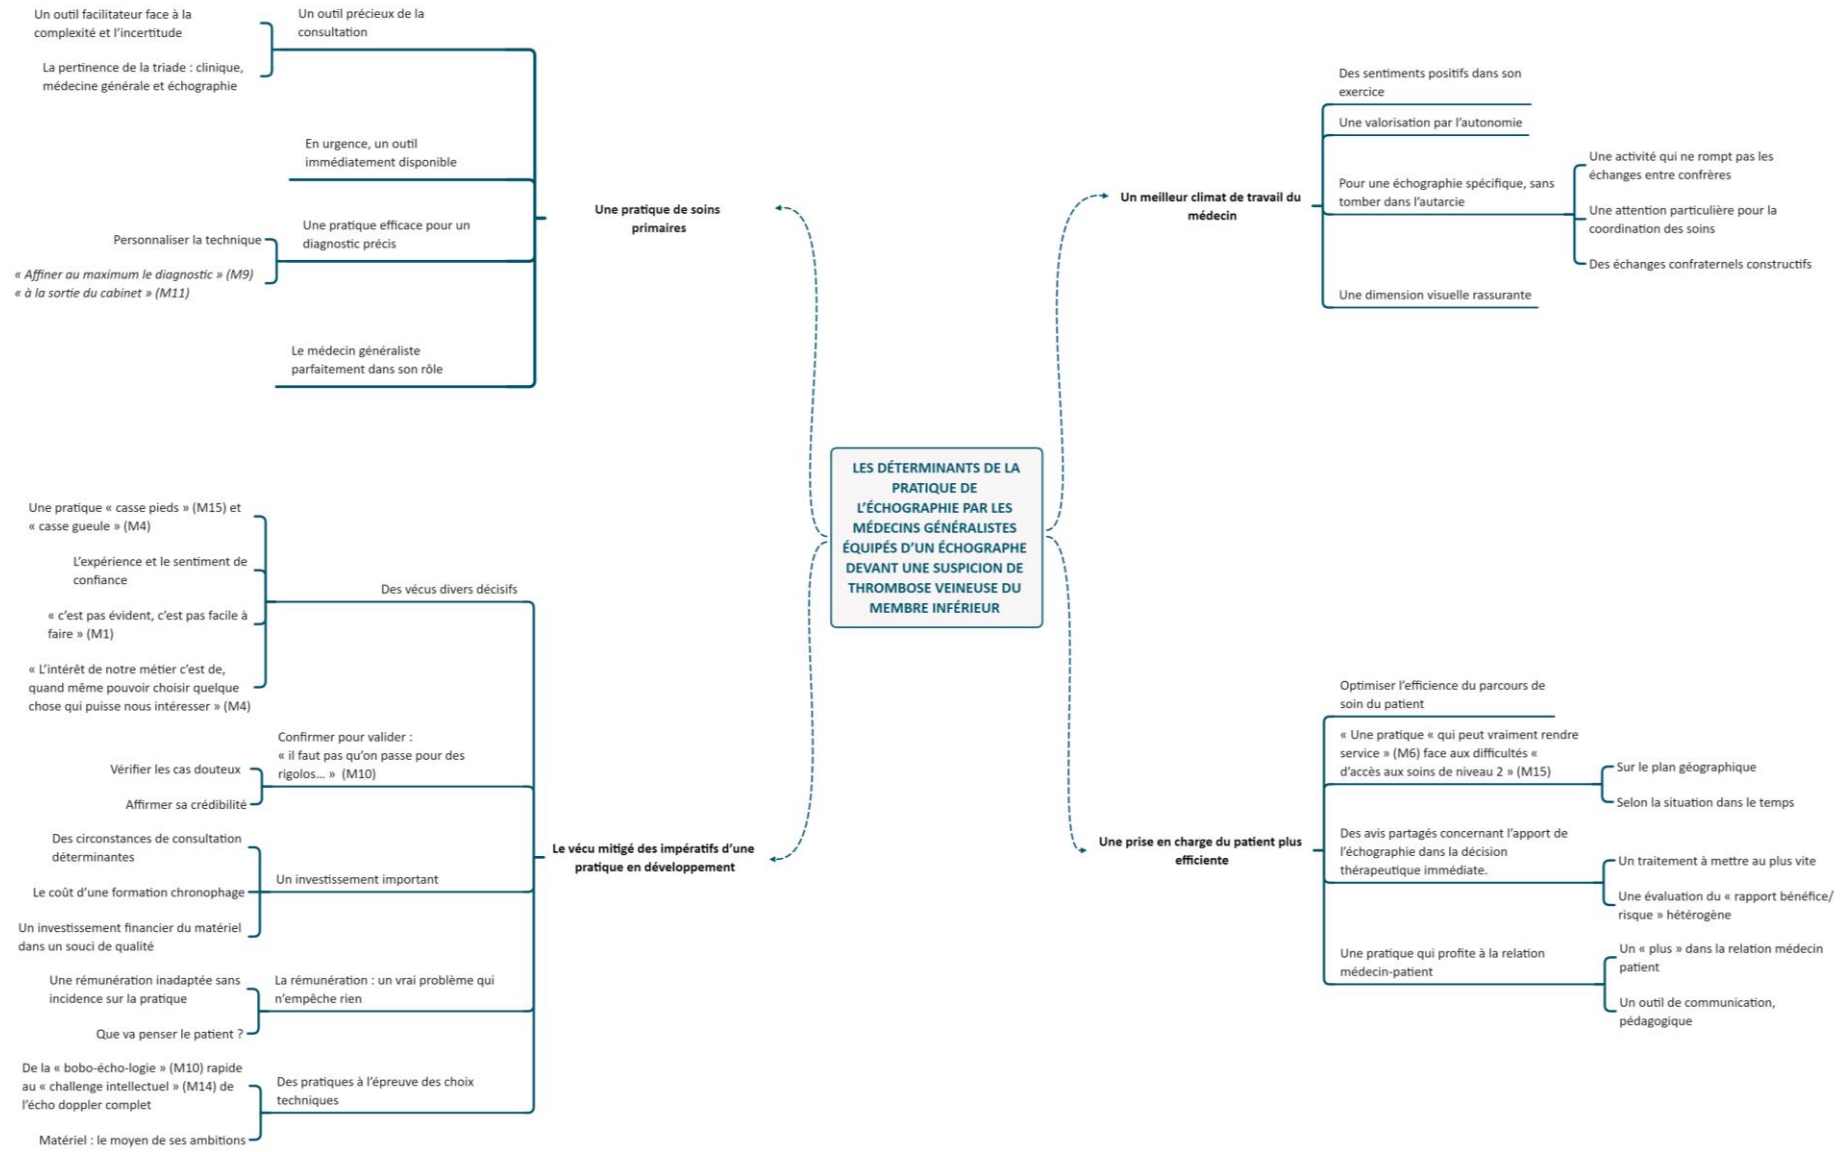 Un outil facilitateur face à la
complexité et l'incertitude
La pertinence de la triade : clinique,
médecine générale et échographie
Un outil précieux de la
consultation
En urgence, un outil
immédiatement disponible
Personnaliser la technique
« Affiner au maximum le diagnostic » (M9)
« à la sortie du cabinet » (M11)
Une pratique efficace pour un
diagnostic précis
Le médecin généraliste
parfaitement dans son rôle
Une pratique de soins
primaires
Un meilleur climat de travail du
médecin
Des sentiments positifs dans son
exercice
Une valorisation par l'autonomie
Pour une échographie spécifique, sans
tomber dans l'autarcie
Une activité qui ne rompt pas les
échanges entre confrères
Une attention particulière pour la
coordination des soins
Des échanges confraternels constructifs
Une dimension visuelle rassurante
LES DÉTERMINANTS DE LA
PRATIQUE DE
L'ÉCHOGRAPHIE PAR LES
MÉDECINS GÉNÉRALISTES
ÉQUIPÉS D'UN ÉCHOGRAPHE
DEVANT UNE SUSPICION DE
THROMBOSE VEINEUSE DU
MEMBRE INFÉRIEUR
Une pratique « casse pieds » (M15) et
« casse gueule » (M4)
L'expérience et le sentiment de
confiance
« c'est pas évident, c'est pas facile à
faire » (M1)
« L'intérêt de notre métier c'est de,
quand même pouvoir choisir quelque
chose qui puisse nous intéresser » (M4)
Des vécus divers décisifs
Vérifier les cas douteux
Affirmer sa crédibilité
Confirmer pour valider :
« il faut pas qu'on passe pour des
rigolos... » (M10)
Des circonstances de consultation
déterminantes
Le coût d'une formation chronophage
Un investissement financier du matériel
dans un souci de qualité
Un investissement important
Une rémunération inadaptée sans
incidence sur la pratique
Que va penser le patient ?
La rémunération : un vrai problème qui
n'empêche rien
De la « bobo-écho-logie » (M10) rapide
au « challenge intellectuel » (M14) de
l'écho doppler complet
Matériel : le moyen de ses ambitions
Des pratiques à l'épreuve des choix
techniques
Le vécu mitigé des impératifs d'une
pratique en développement
Une prise en charge du patient plus
efficiente
Optimiser l'efficience du parcours de
soin du patient
« Une pratique « qui peut vraiment rendre
service » (M6) face aux difficultés «
d'accès aux soins de niveau 2 » (M15)
Sur le plan géographique
Selon la situation dans le temps
Des avis partagés concernant l'apport de
l'échographie dans la décision
thérapeutique immédiate.
Un traitement à mettre au plus vite
Une évaluation du « rapport bénéfice/
risque » hétérogène
Une pratique qui profite à la relation
médecin-patient
Un « plus » dans la relation médecin
patient
Un outil de communication,
pédagogique